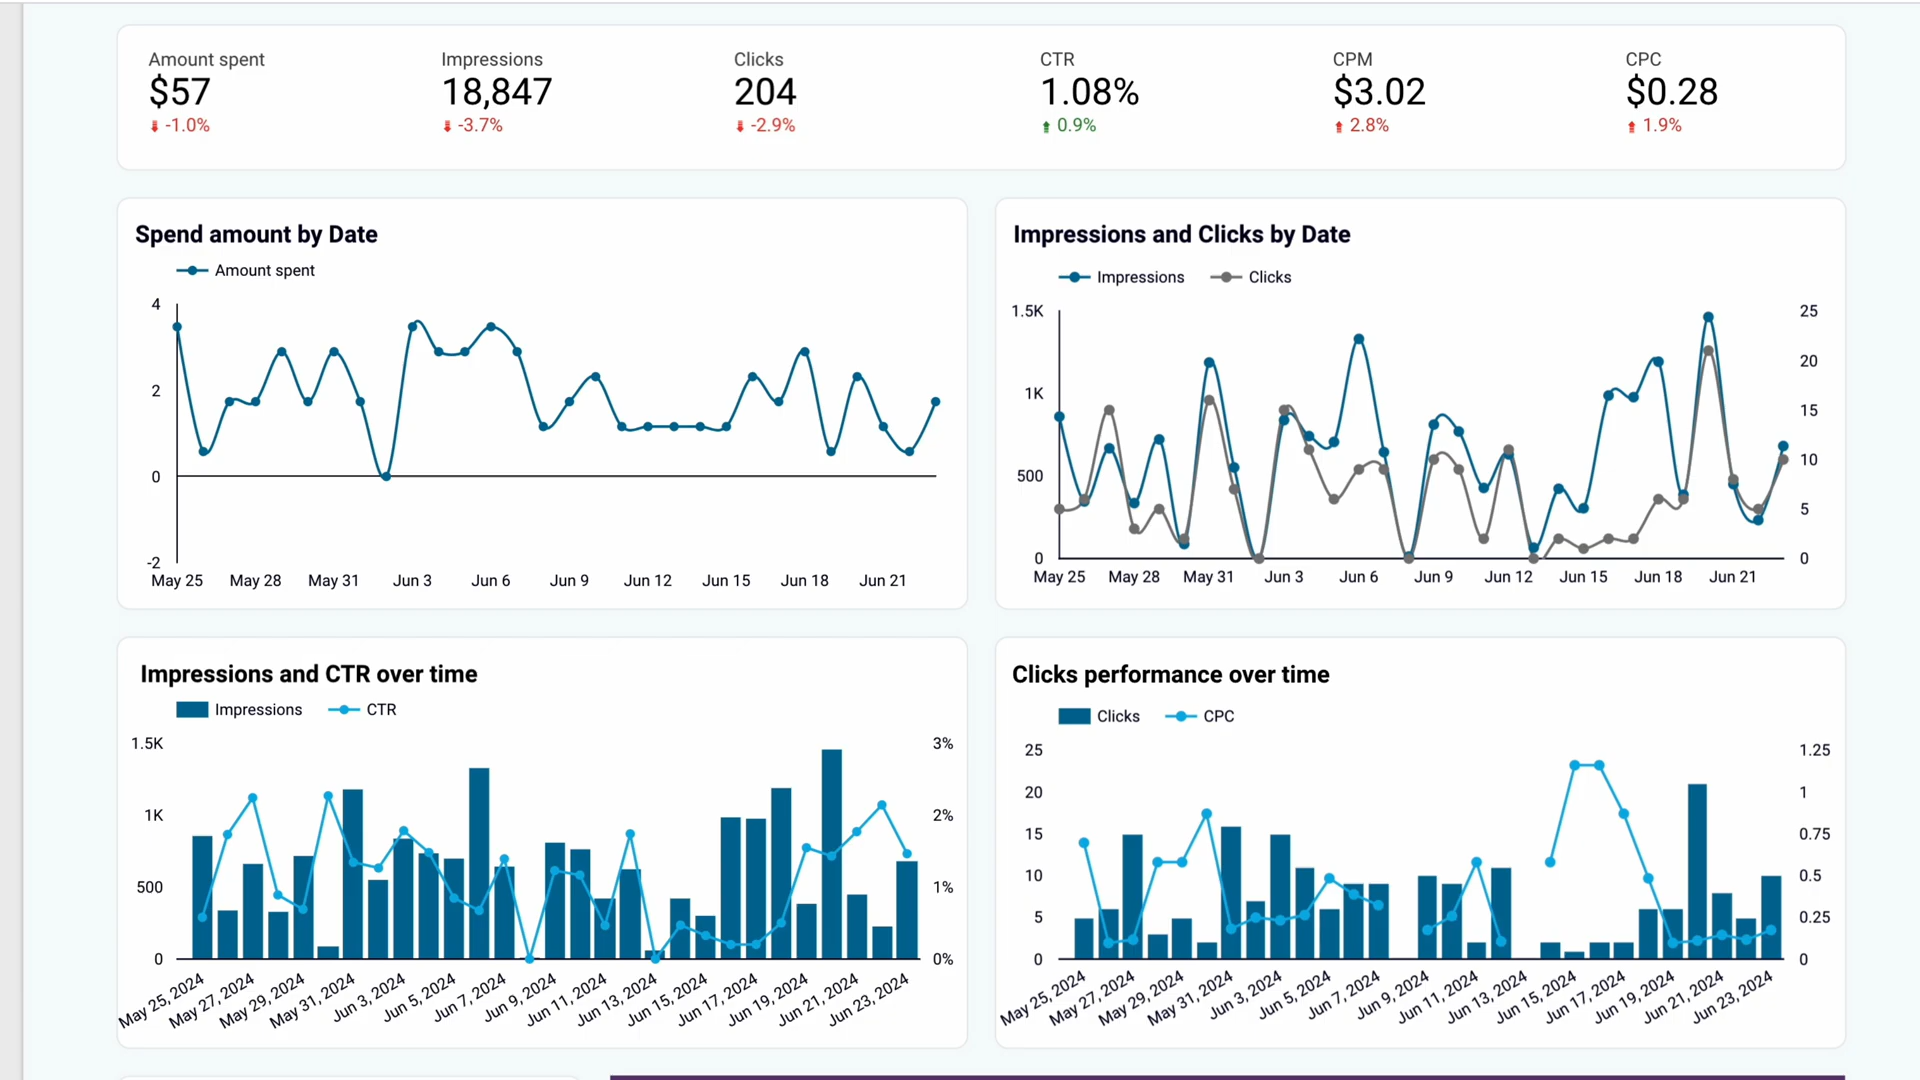 Amount spent Impressions Clicks CTR CPM CPC
$57 18,847 204 1.08% $3.02 $0.28
-1.0% -3.7% -2.9% 0.9% 2.8% 1.9%
Spend amount by Date
Amount spent
4
2
0
-2
May 25 May 28 May 31 Jun 3 Jun 6 Jun 9 Jun 12 Jun 15 Jun 18 Jun 21
Impressions and Clicks by Date
Impressions Clicks
1.5K 25
20
1K 15
500 10
5
0 0
May 25 May 28 May 31 Jun 3 Jun 6 Jun 9 Jun 12 Jun 15 Jun 18 Jun 21
Impressions and CTR over time
Impressions CTR
1.5K 3%
1K 2%
500 1%
0 0%
May 25, 2024 May 27, 2024 May 29, 2024 May 31, 2024 Jun 3, 2024 Jun 5, 2024 Jun 7, 2024 Jun 9, 2024 Jun 11, 2024 Jun 13, 2024 Jun 15, 2024 Jun 17, 2024 Jun 19, 2024 Jun 21, 2024 Jun 23, 2024
Clicks performance over time
Clicks CPC
25 1.25
20 1
15 0.75
10 0.5
5 0.25
0 0
May 25, 2024 May 27, 2024 May 29, 2024 May 31, 2024 Jun 3, 2024 Jun 5, 2024 Jun 7, 2024 Jun 9, 2024 Jun 11, 2024 Jun 13, 2024 Jun 15, 2024 Jun 17, 2024 Jun 19, 2024 Jun 21, 2024 Jun 23, 2024